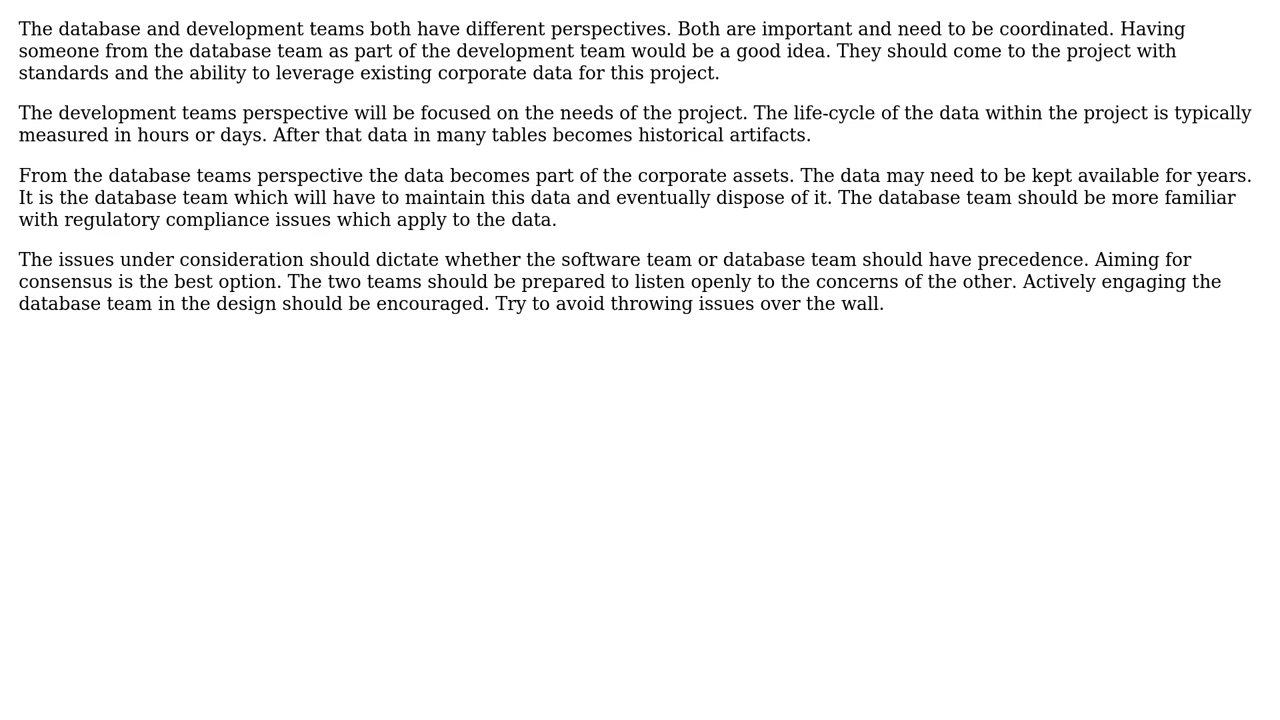 The database and development teams both have different perspectives. Both are important and need to be coordinated. Having
someone from the database team as part of the development team would be a good idea. They should come to the project with
standards and the ability to leverage existing corporate data for this project.
The development teams perspective will be focused on the needs of the project. The life-cycle of the data within the project is typically
measured in hours or days. After that data in many tables becomes historical artifacts.
From the database teams perspective the data becomes part of the corporate assets. The data may need to be kept available for years.
It is the database team which will have to maintain this data and eventually dispose of it. The database team should be more familiar
with regulatory compliance issues which apply to the data.
The issues under consideration should dictate whether the software team or database team should have precedence. Aiming for
consensus is the best option. The two teams should be prepared to listen openly to the concerns of the other. Actively engaging the
database team in the design should be encouraged. Try to avoid throwing issues over the wall.